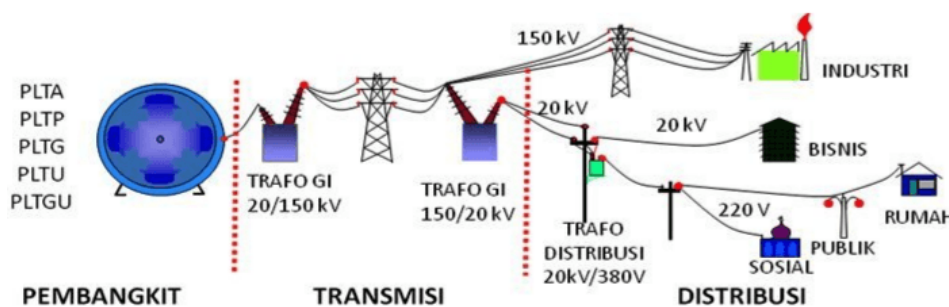 PLTA
PLTP
PLTG
PLTU
PLTGU
TRAFO GI
20/150 kV
TRAFO GI
150/20 kV
150 kV
INDUSTRI
20 kV
20 kV
BISNIS
TRAFO
DISTRIBUSI
20kV/380V
220 V
SOSIAL
PUBLIK
RUMAH
PEMBANGKIT
TRANSMISI
DISTRIBUSI